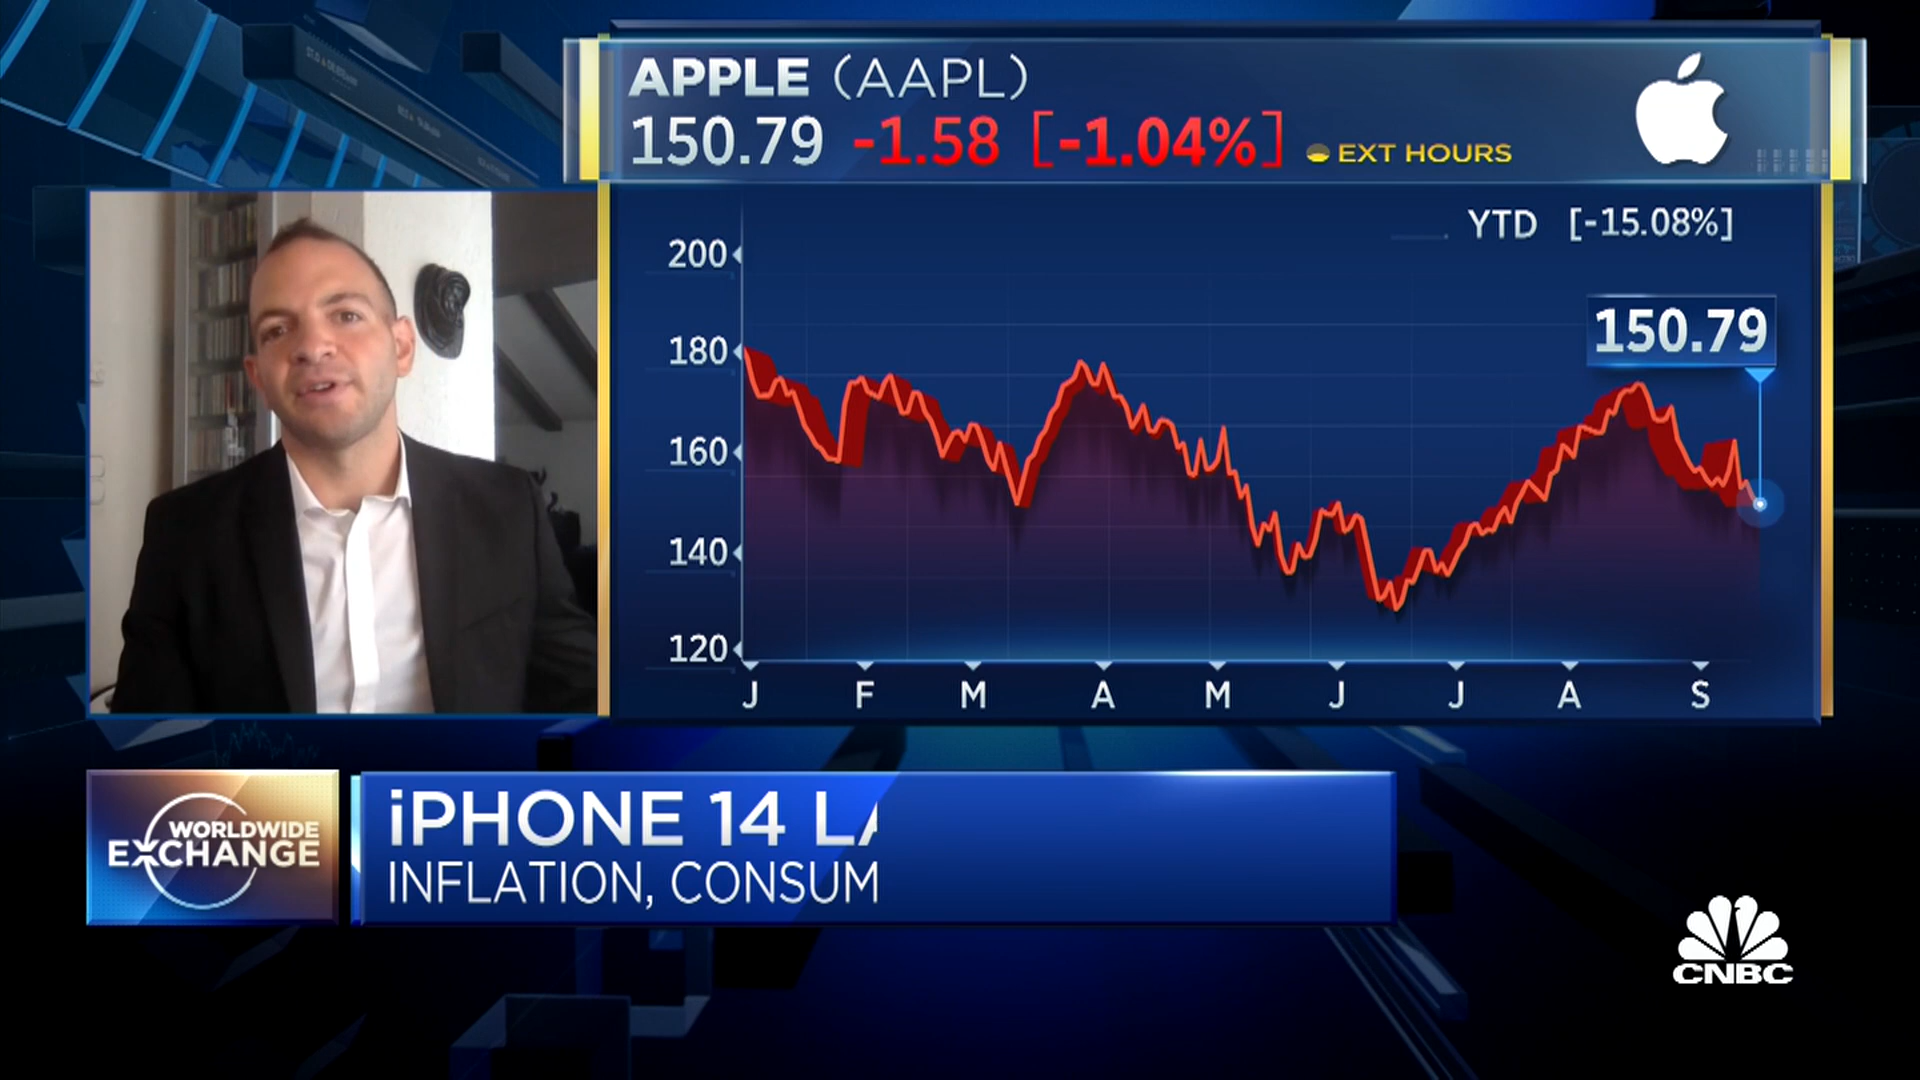 APPLE (AAPL)
150.79 -1.58 [-1.04%] EXT HOURS
YTD [-15.08%]
150.79
200
180
160
140
120
J F M A M J J A S
WORLDWIDE
EXCHANGE
iPHONE 14 LA
INFLATION, CONSUM
CNBC